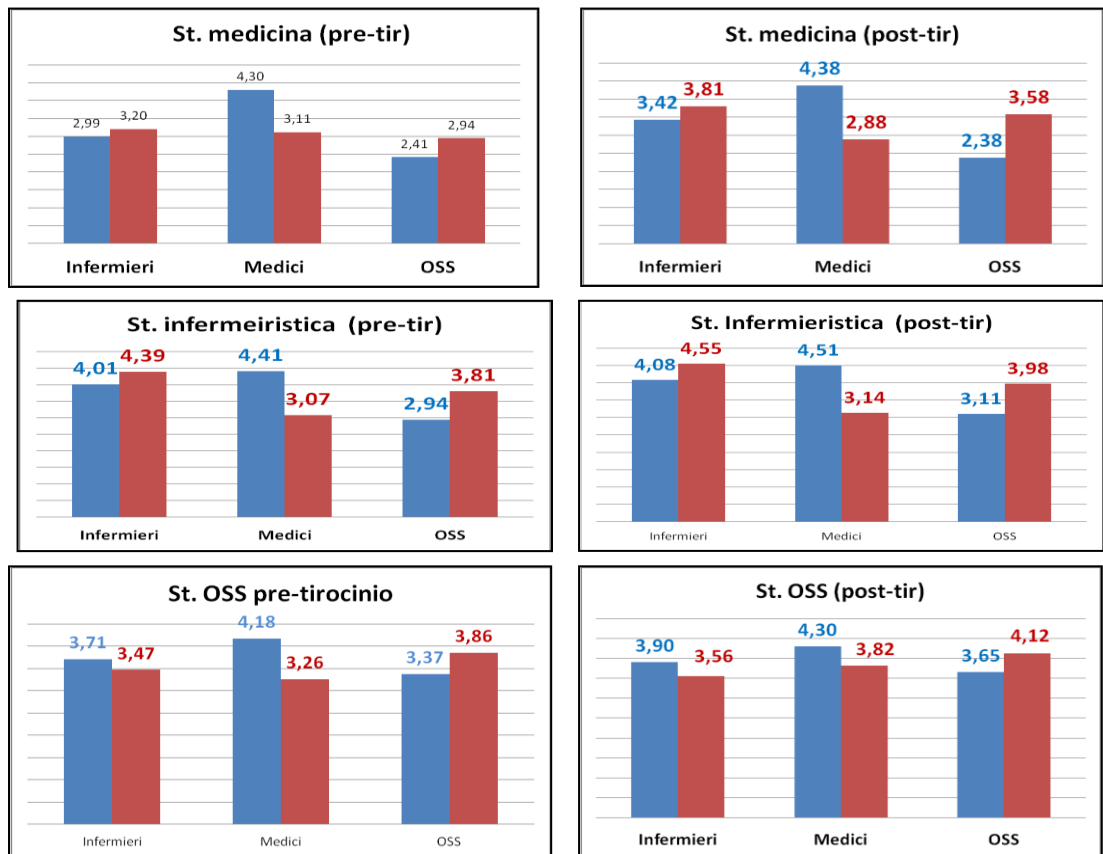 St. medicina (pre-tir)
4,30
2,99 3,20 3,11 2,41 2,94
Infermieri Medici OSS
St. medicina (post-tir)
3,42 3,81 4,38 2,88 2,38 3,58
Infermieri Medici OSS
St. infermeiristica (pre-tir)
4,01 4,39 4,41 3,07 2,94 3,81
Infermieri Medici OSS
St. Infermieristica (post-tir)
4,08 4,55 4,51 3,14 3,11 3,98
Infermieri Medici OSS
St. OSS pre-tirocinio
3,71 3,47 4,18 3,26 3,37 3,86
Infermieri Medici OSS
St. OSS (post-tir)
3,90 3,56 4,30 3,82 3,65 4,12
Infermieri Medici OSS